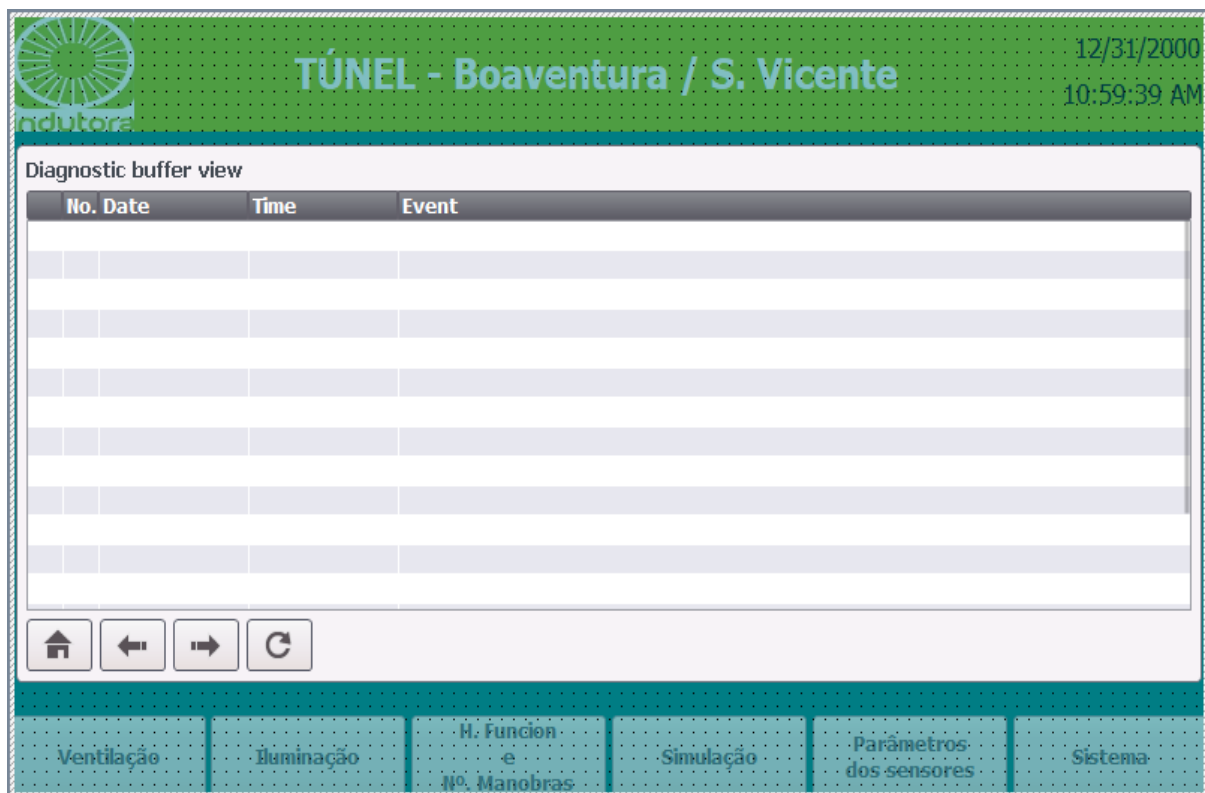 ndutora
TÚNEL - Boaventura / S. Vicente
12/31/2000
10:59:39 AM
Diagnostic buffer view
No. Date Time Event
Ventilação
Iluminação
H. Funcion
e
Nº. Manobras
Simulação
Parâmetros
dos sensores
Sistema